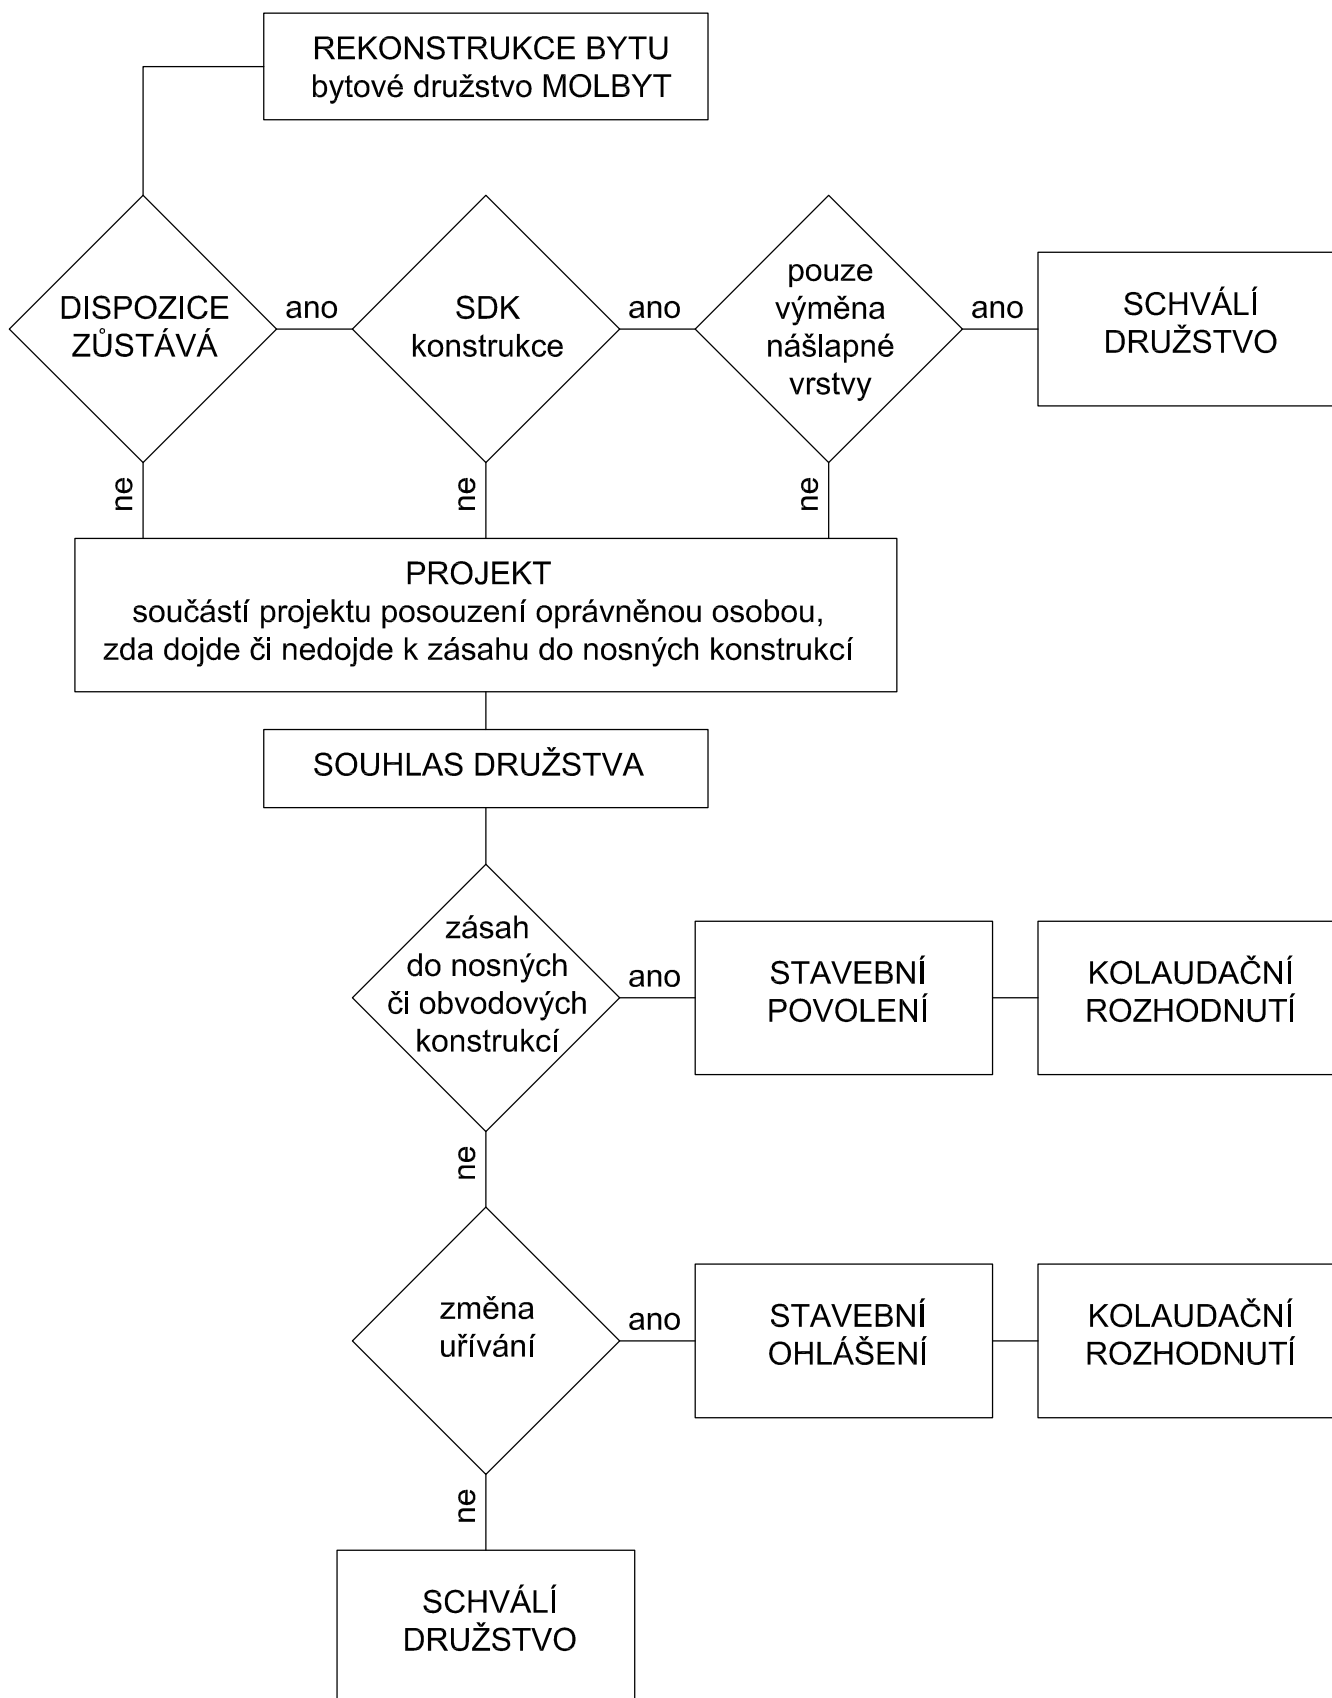 REKONSTRUKCE BYTU
bytové družstvo MOLBYT
DISPOZICE
ZŮSTÁVÁ
ano
SDK
konstrukce
ano
pouze
výměna
nášlapné
vrstvy
ano
SCHVÁLÍ
DRUŽSTVO
ne
ne
ne
PROJEKT
součástí projektu posouzení oprávněnou osobou,
zda dojde či nedojde k zásahu do nosných konstrukcí
SOUHLAS DRUŽSTVA
zásah
do nosných
či obvodových
konstrukcí
ano
STAVEBNÍ
POVOLENÍ
KOLAUDAČNÍ
ROZHODNUTÍ
ne
změna
uřívání
ano
STAVEBNÍ
OHLÁŠENÍ
KOLAUDAČNÍ
ROZHODNUTÍ
ne
SCHVÁLÍ
DRUŽSTVO